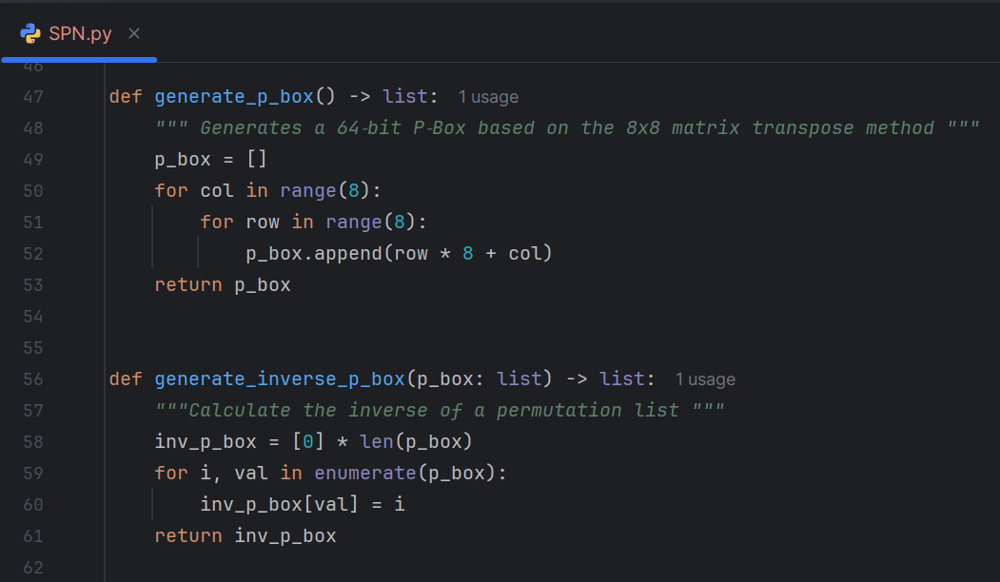 SPN.py ×
46
47 def generate_p_box() -> list: 1 usage
48 """ Generates a 64-bit P-Box based on the 8x8 matrix transpose method """
49 p_box = []
50 for col in range(8):
51 for row in range(8):
52 p_box.append(row * 8 + col)
53 return p_box
54
55
56 def generate_inverse_p_box(p_box: list) -> list: 1 usage
57 """Calculate the inverse of a permutation list """
58 inv_p_box = [0] * len(p_box)
59 for i, val in enumerate(p_box):
60 inv_p_box[val] = i
61 return inv_p_box
62